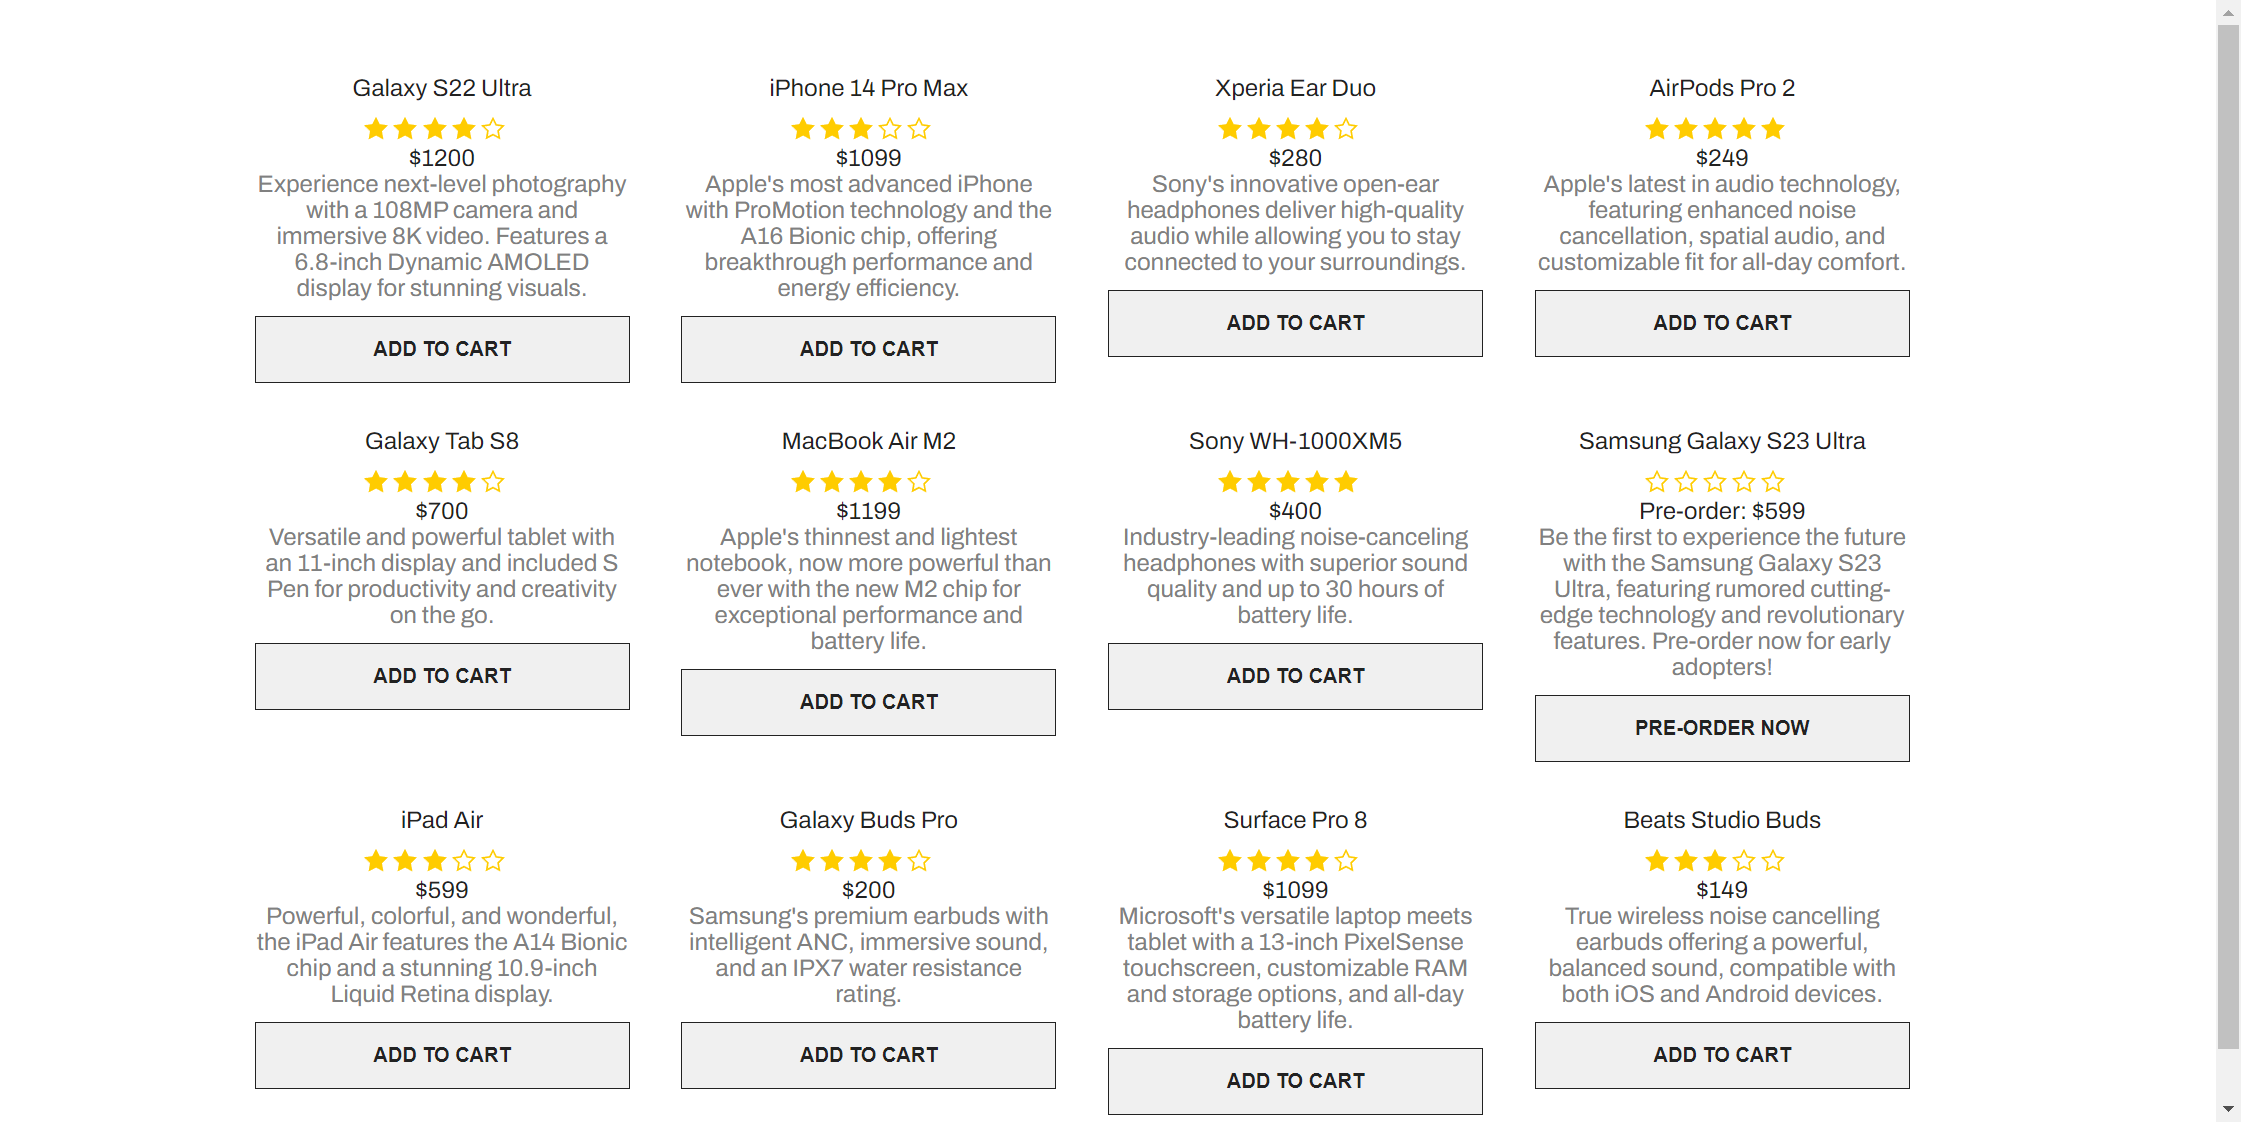 Galaxy S22 Ultra
$1200
Experience next-level photography
with a 108MP camera and
immersive 8K video. Features a
6.8-inch Dynamic AMOLED
display for stunning visuals.
ADD TO CART
iPhone 14 Pro Max
$1099
Apple's most advanced iPhone
with ProMotion technology and the
A16 Bionic chip, offering
breakthrough performance and
energy efficiency.
ADD TO CART
Xperia Ear Duo
$280
Sony's innovative open-ear
headphones deliver high-quality
audio while allowing you to stay
connected to your surroundings.
ADD TO CART
AirPods Pro 2
$249
Apple's latest in audio technology,
featuring enhanced noise
cancellation, spatial audio, and
customizable fit for all-day comfort.
ADD TO CART
Galaxy Tab S8
$700
Versatile and powerful tablet with
an 11-inch display and included S
Pen for productivity and creativity
on the go.
ADD TO CART
MacBook Air M2
$1199
Apple's thinnest and lightest
notebook, now more powerful than
ever with the new M2 chip for
exceptional performance and
battery life.
ADD TO CART
Sony WH-1000XM5
$400
Industry-leading noise-canceling
headphones with superior sound
quality and up to 30 hours of
battery life.
ADD TO CART
Samsung Galaxy S23 Ultra
Pre-order: $599
Be the first to experience the future
with the Samsung Galaxy S23
Ultra, featuring rumored cutting-
edge technology and revolutionary
features. Pre-order now for early
adopters!
PRE-ORDER NOW
iPad Air
$599
Powerful, colorful, and wonderful,
the iPad Air features the A14 Bionic
chip and a stunning 10.9-inch
Liquid Retina display.
ADD TO CART
Galaxy Buds Pro
$200
Samsung's premium earbuds with
intelligent ANC, immersive sound,
and an IPX7 water resistance
rating.
ADD TO CART
Surface Pro 8
$1099
Microsoft's versatile laptop meets
tablet with a 13-inch PixelSense
touchscreen, customizable RAM
and storage options, and all-day
battery life.
ADD TO CART
Beats Studio Buds
$149
True wireless noise cancelling
earbuds offering a powerful,
balanced sound, compatible with
both iOS and Android devices.
ADD TO CART